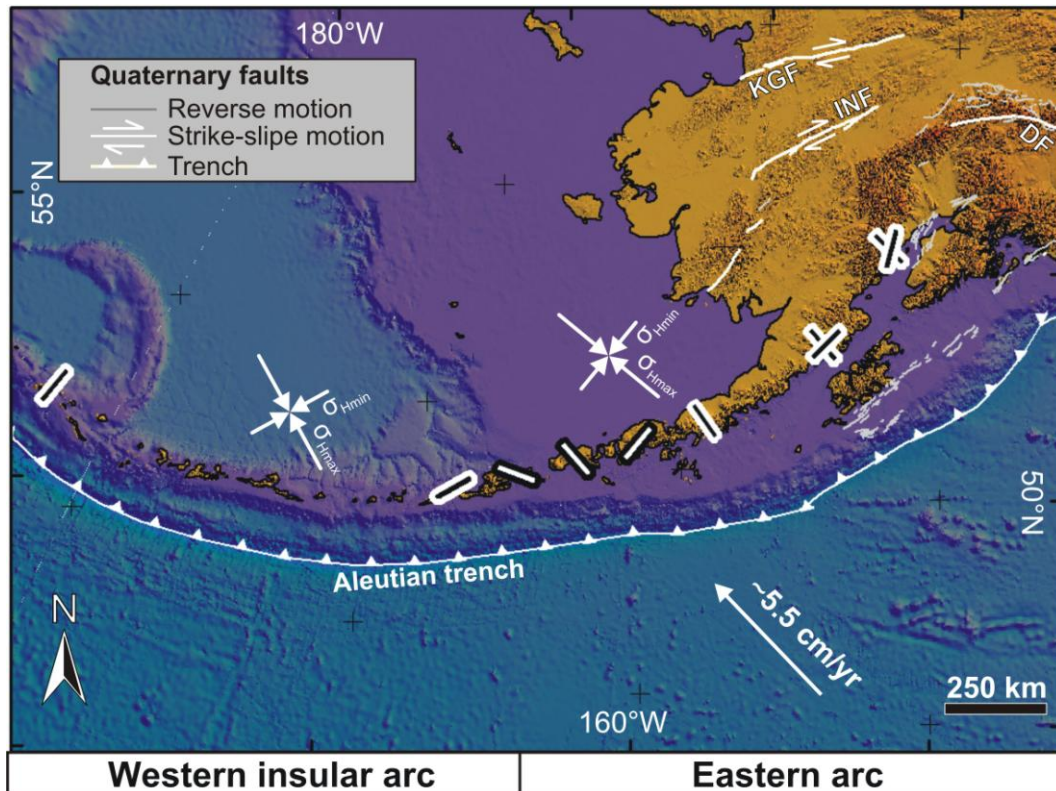 180°W
Quaternary faults
Reverse motion
Strike-slipe motion
Trench
55°N
KGF
INF
DF
σHmin
σHmax
σHmin
σHmax
50°N
Aleutian trench
~5.5 cm/yr
N
160°W
250 km
Western insular arc
Eastern arc